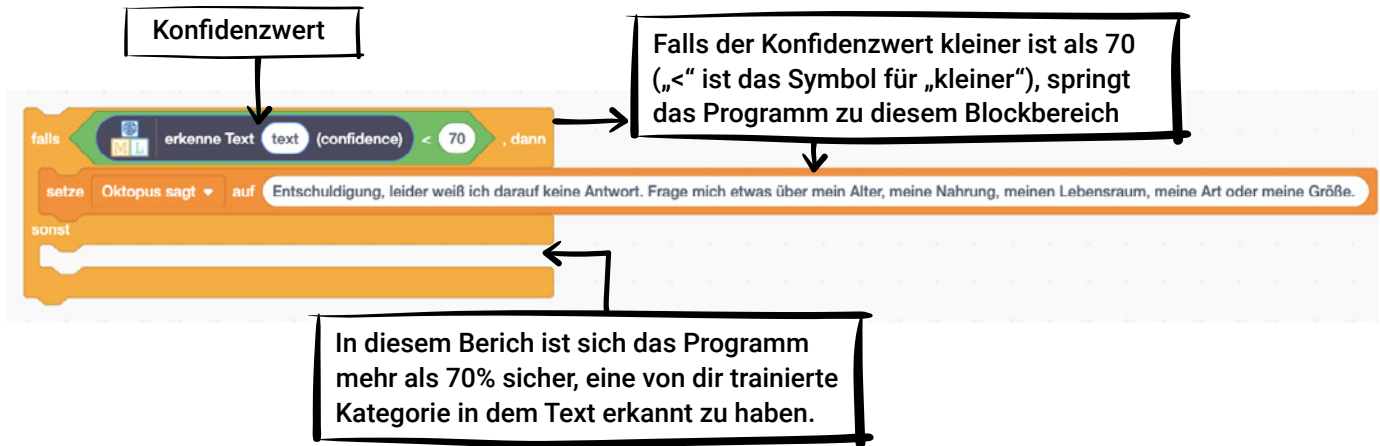 Konfidenzwert
Falls der Konfidenzwert kleiner ist als 70
(„<“ ist das Symbol für „kleiner“), springt
das Programm zu diesem Blockbereich
falls ML erkenne Text text (confidence) < 70 , dann
setze Oktopus sagt auf Entschuldigung, leider weiß ich darauf keine Antwort. Frage mich etwas über mein Alter, meine Nahrung, meinen Lebensraum, meine Art oder meine Größe.
sonst
In diesem Berich ist sich das Programm
mehr als 70% sicher, eine von dir trainierte
Kategorie in dem Text erkannt zu haben.